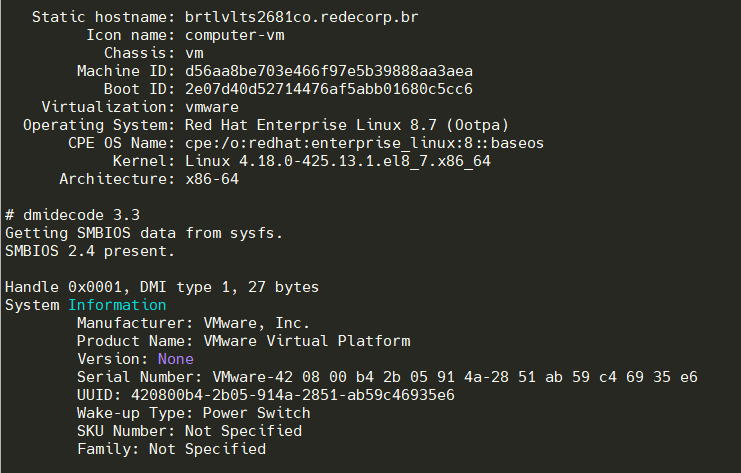 Static hostname: brtlvlts2681co.redecorp.br
Icon name: computer-vm
Chassis: vm
Machine ID: d56aa8be703e466f97e5b39888aa3aea
Boot ID: 2e07d40d52714476af5abb01680c5cc6
Virtualization: vmware
Operating System: Red Hat Enterprise Linux 8.7 (Ootpa)
CPE OS Name: cpe:/o:redhat:enterprise_linux:8::baseos
Kernel: Linux 4.18.0-425.13.1.el8_7.x86_64
Architecture: x86-64
# dmidecode 3.3
Getting SMBIOS data from sysfs.
SMBIOS 2.4 present.
Handle 0x0001, DMI type 1, 27 bytes
System Information
Manufacturer: VMware, Inc.
Product Name: VMware Virtual Platform
Version: None
Serial Number: VMware-42 08 00 b4 2b 05 91 4a-28 51 ab 59 c4 69 35 e6
UUID: 420800b4-2b05-914a-2851-ab59c46935e6
Wake-up Type: Power Switch
SKU Number: Not Specified
Family: Not Specified